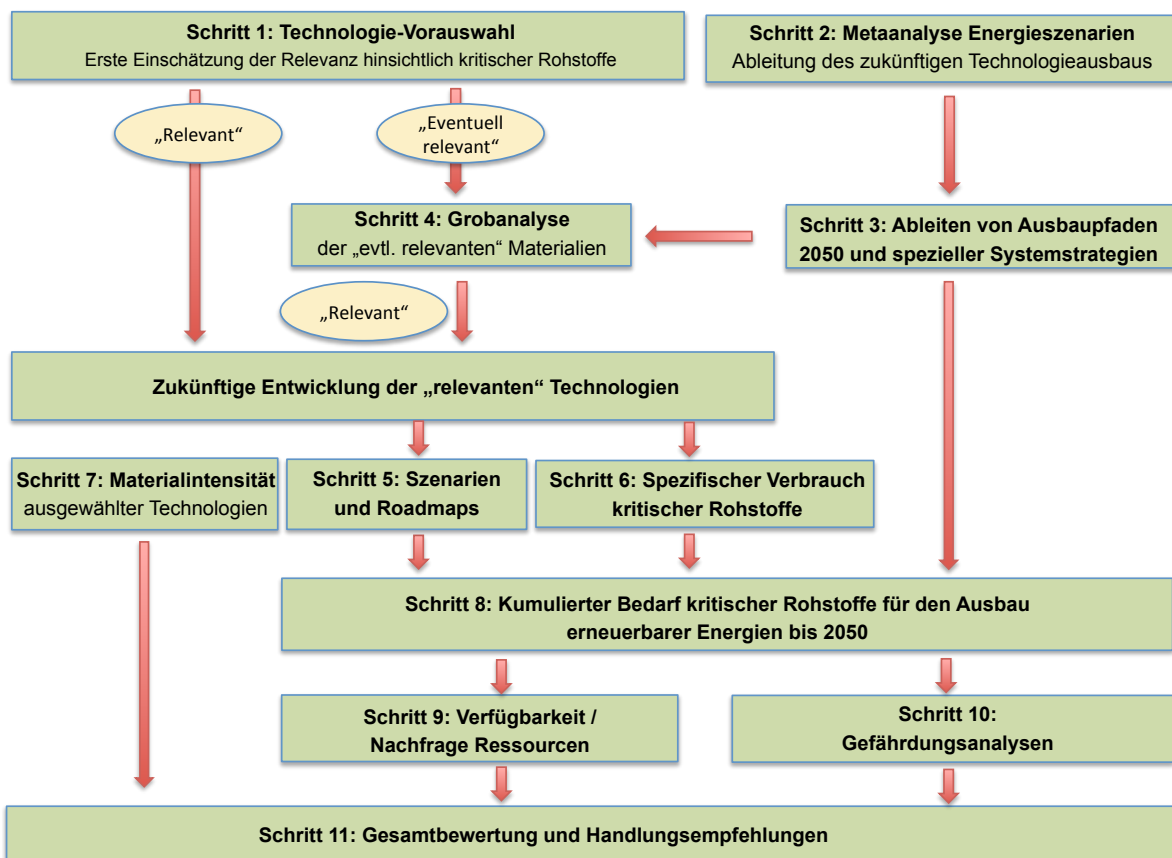 Schritt 1: Technologie-Vorauswahl
Erste Einschätzung der Relevanz hinsichtlich kritischer Rohstoffe
Schritt 2: Metaanalyse Energieszenarien
Ableitung des zukünftigen Technologieausbaus
„Relevant“
„Eventuell
relevant“
Schritt 4: Grobanalyse
der „evtl. relevanten“ Materialien
Schritt 3: Ableiten von Ausbaupfaden
2050 und spezieller Systemstrategien
„Relevant“
Zukünftige Entwicklung der „relevanten“ Technologien
Schritt 7: Materialintensität
ausgewählter Technologien
Schritt 5: Szenarien
und Roadmaps
Schritt 6: Spezifischer Verbrauch
kritischer Rohstoffe
Schritt 8: Kumulierter Bedarf kritischer Rohstoffe für den Ausbau
erneuerbarer Energien bis 2050
Schritt 9: Verfügbarkeit /
Nachfrage Ressourcen
Schritt 10:
Gefährdungsanalysen
Schritt 11: Gesamtbewertung und Handlungsempfehlungen